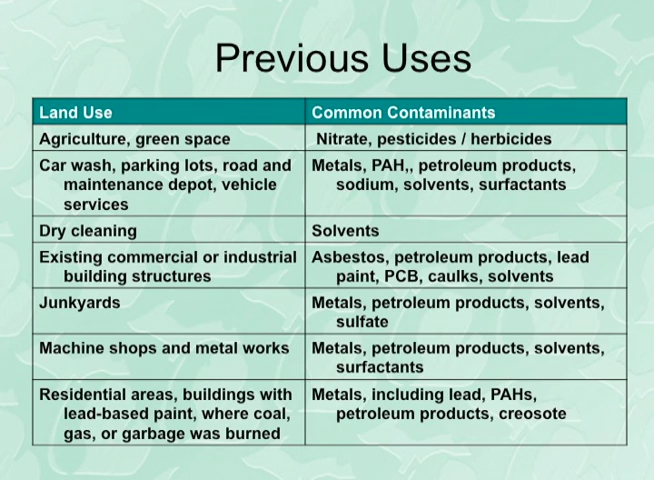 Previous Uses
Land Use
Common Contaminants
Agriculture, green space
Nitrate, pesticides / herbicides
Car wash, parking lots, road and
maintenance depot, vehicle
services
Metals, PAH,, petroleum products,
sodium, solvents, surfactants
Dry cleaning
Solvents
Existing commercial or industrial
building structures
Asbestos, petroleum products, lead
paint, PCB, caulks, solvents
Junkyards
Metals, petroleum products, solvents,
sulfate
Machine shops and metal works
Metals, petroleum products, solvents,
surfactants
Residential areas, buildings with
lead-based paint, where coal,
gas, or garbage was burned
Metals, including lead, PAHs,
petroleum products, creosote